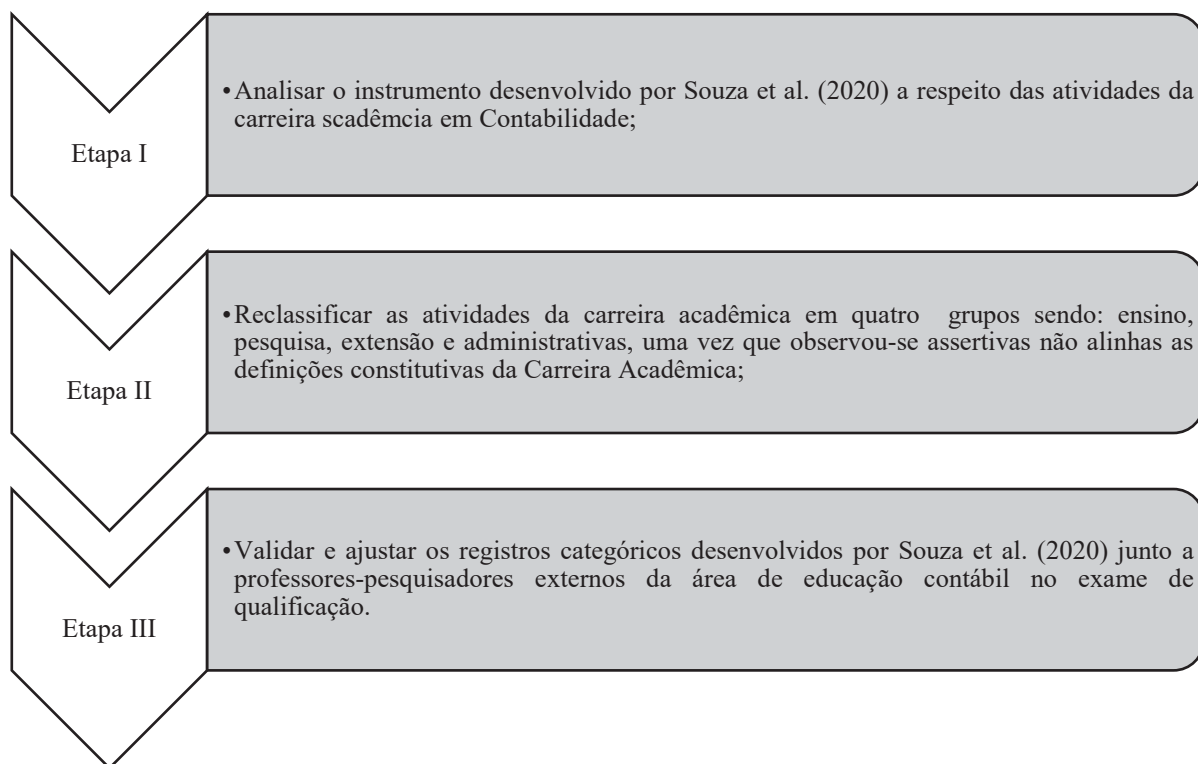 •Analisar o instrumento desenvolvido por Souza et al. (2020) a respeito das atividades da
carreira scadêmcia em Contabilidade;
Etapa I
•Reclassificar as atividades da carreira acadêmica em quatro grupos sendo: ensino,
pesquisa, extensão e administrativas, uma vez que observou-se assertivas não alinhas as
definições constitutivas da Carreira Acadêmica;
Etapa II
•Validar e ajustar os registros categóricos desenvolvidos por Souza et al. (2020) junto a
professores-pesquisadores externos da área de educação contábil no exame de
qualificação.
Etapa III